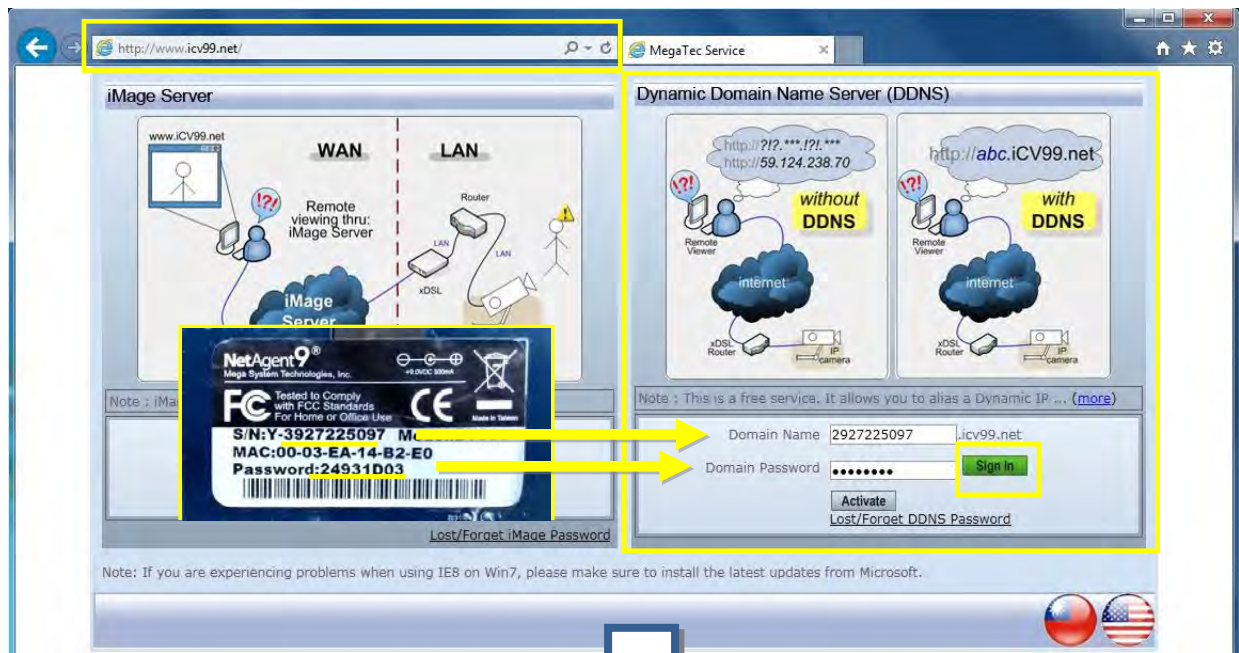 http://www.icv99.net/
MegaTec Service
iMage Server
www.iCV99.net
WAN
LAN
!?!
Remote
viewing thru:
iMage Server
Router
LAN
LAN
xDSL
iMage
Server
Note : iMa
NetAgent9®
Mega System Technologies, Inc.
+9.0VDC 500mA
FC
Tested to Comply
with FCC Standards
For Home or Office Use
CE
Made in Taiwan
S/N:Y-3927225097
MAC:00-03-EA-14-B2-E0
Password:24931D03
Lost/Forget iMage Password
Dynamic Domain Name Server (DDNS)
http://?!?.***.!?!.***
http://59.124.238.70
!?!
without
DDNS
Remote
Viewer
internet
xDSL
Router
IP
camera
http://abc.iCV99.net
!?!
with
DDNS
Remote
Viewer
internet
xDSL
Router
IP
camera
Note : This is a free service. It allows you to alias a Dynamic IP ... (more)
Domain Name 2927225097 .icv99.net
Domain Password ●●●●●●●● Sign In
Activate
Lost/Forget DDNS Password
Note: If you are experiencing problems when using IE8 on Win7, please make sure to install the latest updates from Microsoft.